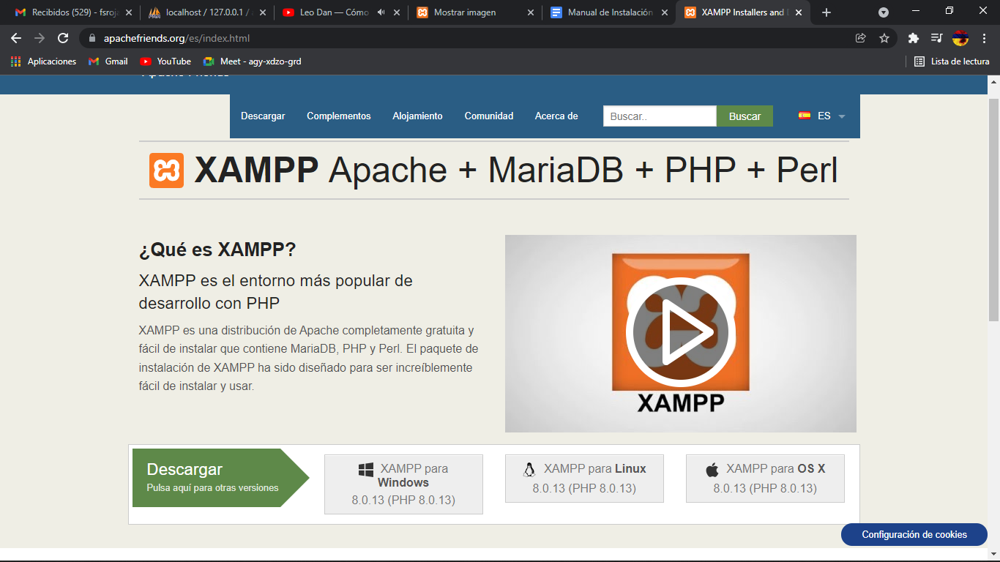 Recibidos (529) - fsroja
localhost / 127.0.0.1 /
Leo Dan — Cómo
Mostrar imagen
Manual de Instalación
XAMPP Installers and
apachefriends.org/es/index.html
Aplicaciones
Gmail
YouTube
Meet - agy-xdzo-grd
Lista de lectura
Apache Friends
Descargar
Complementos
Alojamiento
Comunidad
Acerca de
Buscar..
Buscar
ES
XAMPP Apache + MariaDB + PHP + Perl
¿Qué es XAMPP?
XAMPP es el entorno más popular de
desarrollo con PHP
XAMPP es una distribución de Apache completamente gratuita y
fácil de instalar que contiene MariaDB, PHP y Perl. El paquete de
instalación de XAMPP ha sido diseñado para ser increíblemente
fácil de instalar y usar.
XAMPP
Descargar
Pulsa aquí para otras versiones
XAMPP para
Windows
8.0.13 (PHP 8.0.13)
XAMPP para Linux
8.0.13 (PHP 8.0.13)
XAMPP para OS X
8.0.13 (PHP 8.0.13)
Configuración de cookies